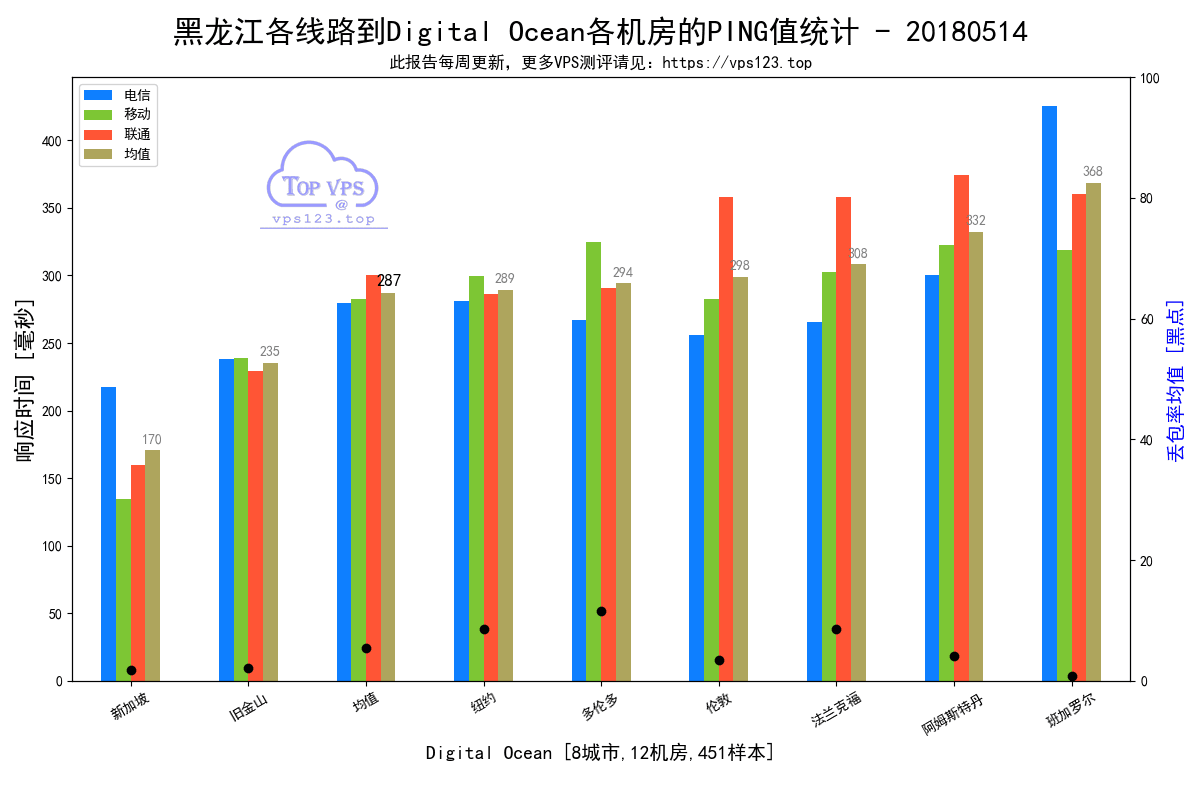 黑龙江各线路到Digital Ocean各机房的PING值统计 - 20180514
此报告每周更新，更多VPS测评请见：https://vps123.top
电信
移动
联通
均值
TOP VPS
@
vps123.top
响应时间 [毫秒]
400
350
300
250
200
150
100
50
0
170
235
287
289
294
298
308
332
368
100
80
60
40
20
0
丢包率均值 [黑点]
新加坡
旧金山
均值
纽约
多伦多
伦敦
法兰克福
阿姆斯特丹
班加罗尔
Digital Ocean [8城市,12机房,451样本]